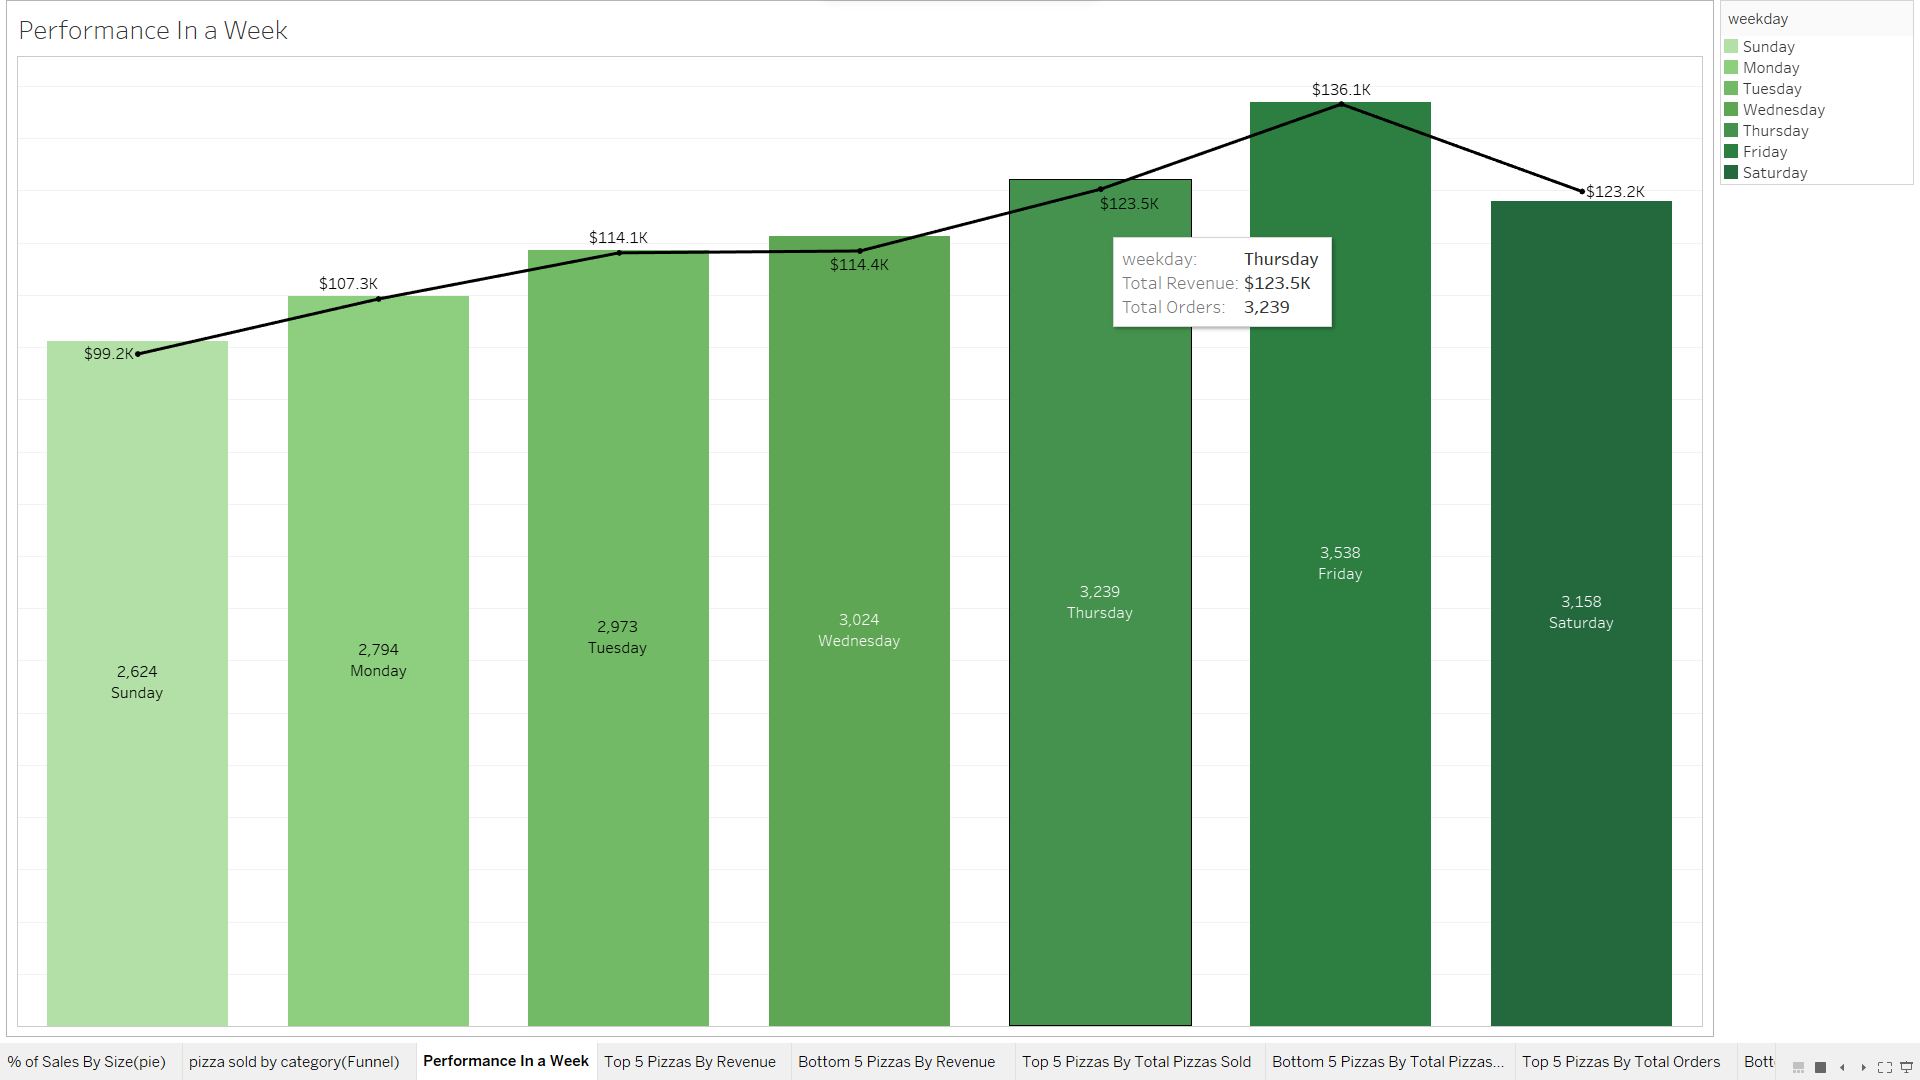 Performance In a Week
weekday
Sunday
Monday
Tuesday
Wednesday
Thursday
Friday
Saturday
$99.2K
$107.3K
$114.1K
$114.4K
$123.5K
$136.1K
$123.2K
weekday: Thursday
Total Revenue: $123.5K
Total Orders: 3,239
2,624
Sunday
2,794
Monday
2,973
Tuesday
3,024
Wednesday
3,239
Thursday
3,538
Friday
3,158
Saturday
% of Sales By Size(pie)
pizza sold by category(Funnel)
Performance In a Week
Top 5 Pizzas By Revenue
Bottom 5 Pizzas By Revenue
Top 5 Pizzas By Total Pizzas Sold
Bottom 5 Pizzas By Total Pizzas...
Top 5 Pizzas By Total Orders